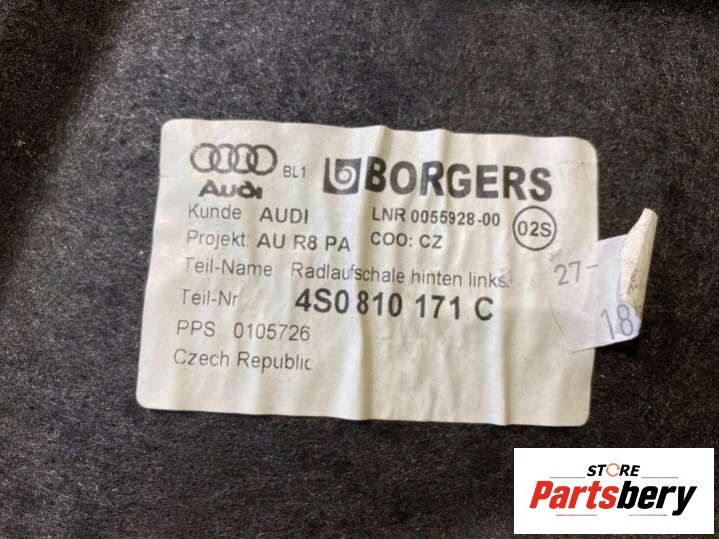 Audi BL1 BORGERS
Kunde AUDI LNR 0055928-00
02S
Projekt: AU R8 PA COO: CZ
Teil-Name: Radlaufschale hinten links
Teil-Nr 4S0 810 171 C
PPS 0105726
Czech Republic
27-
18
STORE
Partsbery